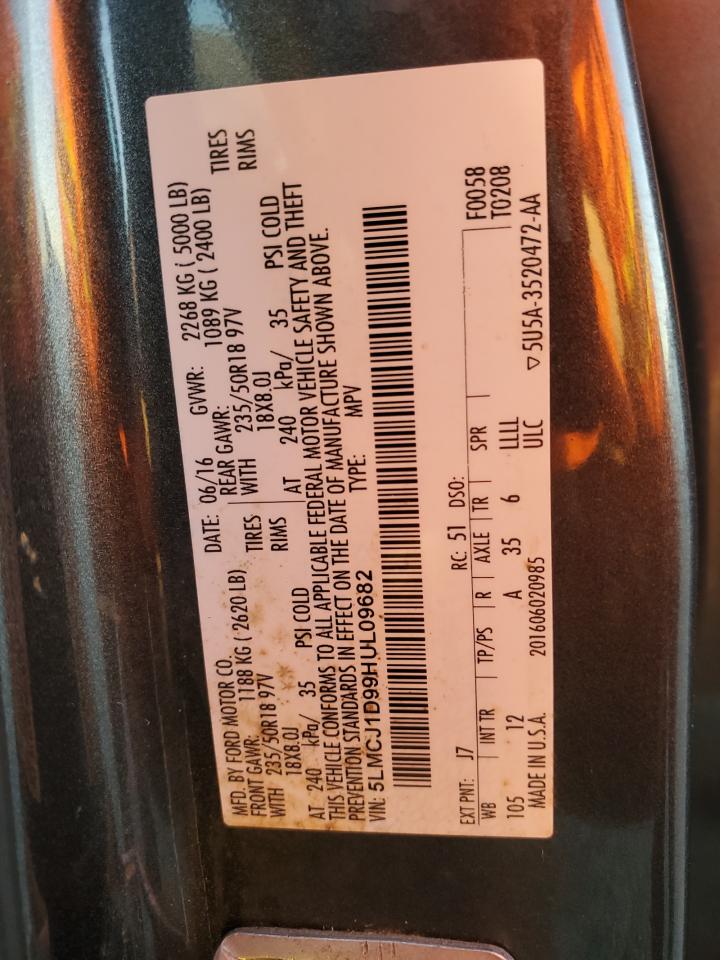 MFD. BY FORD MOTOR CO.
DATE: 06/16 GVWR: 2268 KG ( 5000 LB)
FRONT GAWR: 1188 KG ( 2620 LB) REAR GAWR: 1089 KG ( 2400 LB)
WITH 235/50R18 97V TIRES WITH 235/50R18 97V TIRES
18X8.0J RIMS 18X8.0J RIMS
AT 240 kPa/ 35 PSI COLD AT 240 kPa/ 35 PSI COLD
THIS VEHICLE CONFORMS TO ALL APPLICABLE FEDERAL MOTOR VEHICLE SAFETY AND THEFT
PREVENTION STANDARDS IN EFFECT ON THE DATE OF MANUFACTURE SHOWN ABOVE.
VIN: 5LMCJ1D99HUL09682 TYPE: MPV
EXT PNT: J7 RC: 51 DSO: F0058
WB INT TR TP/PS R AXLE TR SPR T0208
105 12 A 35 6 LLLL
ULC
MADE IN U.S.A. 201606020985 ▽ 5U5A-3520472-AA